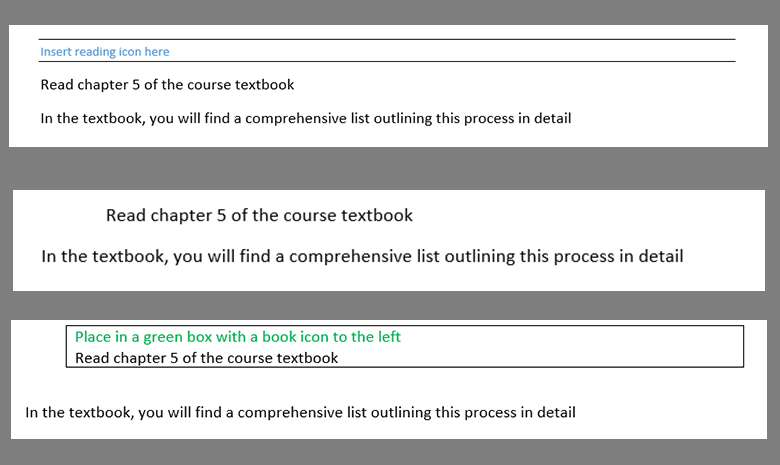 Insert reading icon here
Read chapter 5 of the course textbook
In the textbook, you will find a comprehensive list outlining this process in detail
Read chapter 5 of the course textbook
In the textbook, you will find a comprehensive list outlining this process in detail
Place in a green box with a book icon to the left
Read chapter 5 of the course textbook
In the textbook, you will find a comprehensive list outlining this process in detail